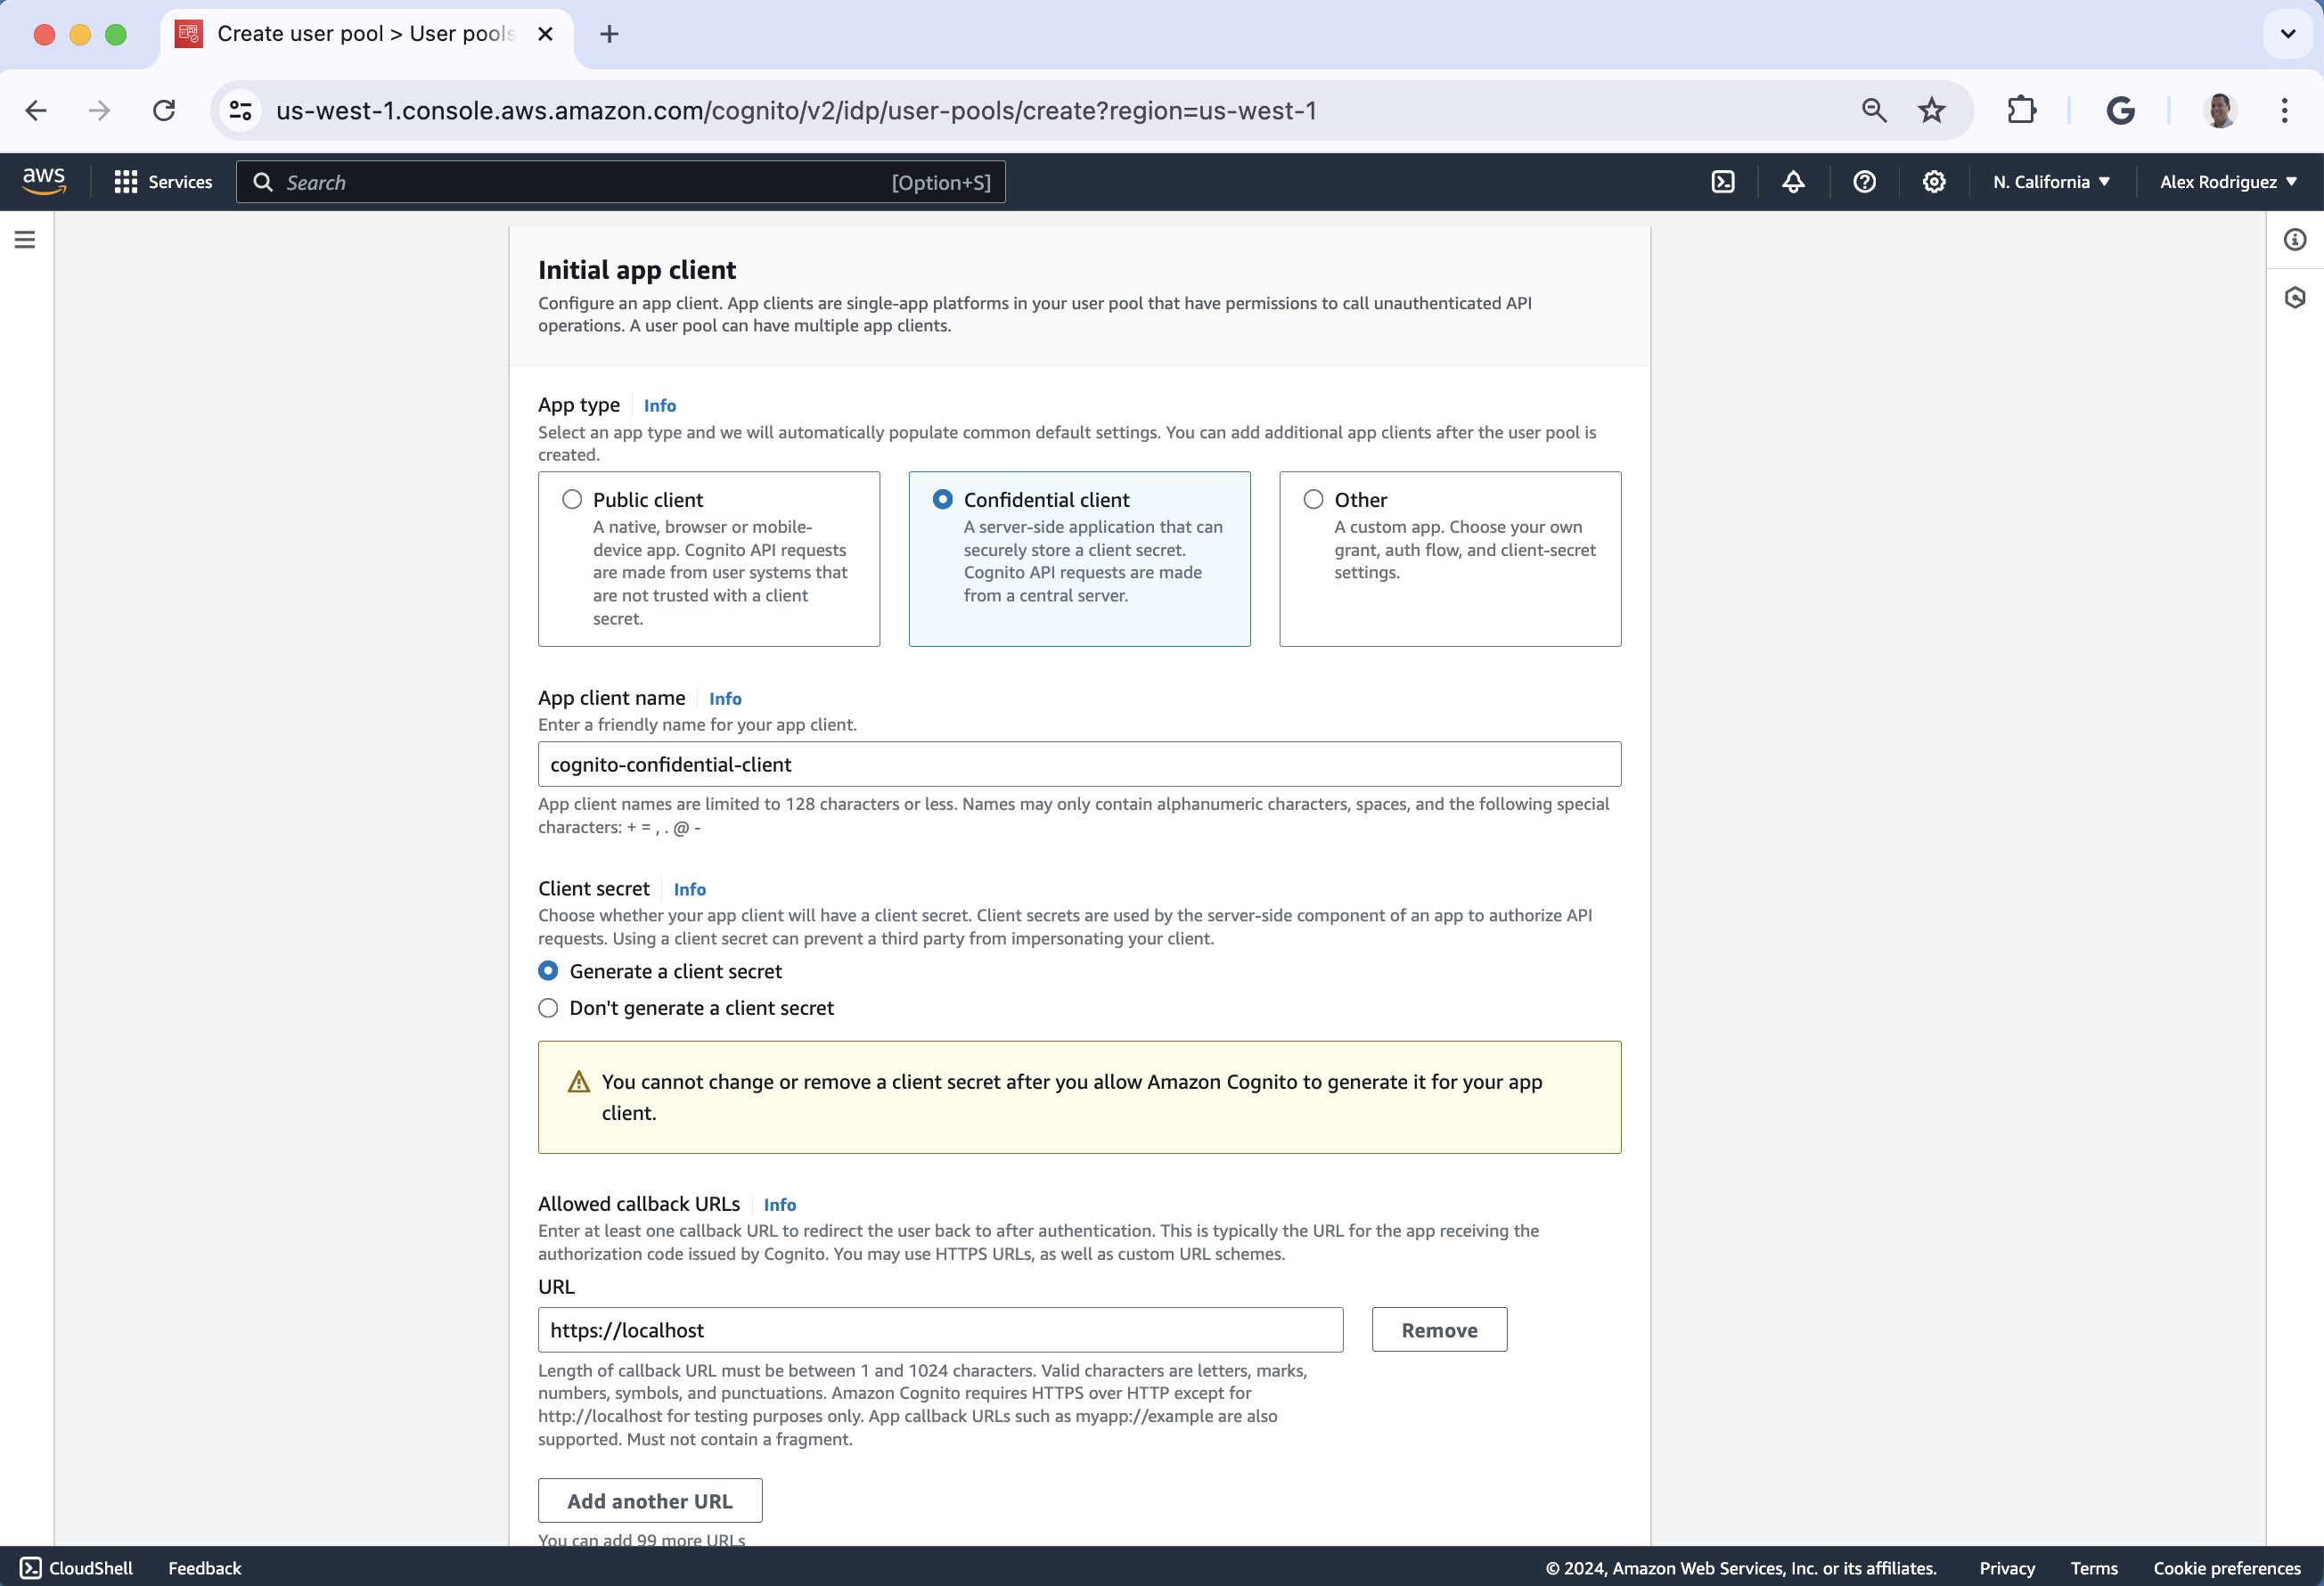 Create user pool > User pools
us-west-1.console.aws.amazon.com/cognito/v2/idp/user-pools/create?region=us-west-1
aws Services Search [Option+S] N. California Alex Rodriguez
Initial app client
Configure an app client. App clients are single-app platforms in your user pool that have permissions to call unauthenticated API
operations. A user pool can have multiple app clients.
App type Info
Select an app type and we will automatically populate common default settings. You can add additional app clients after the user pool is
created.
Public client
A native, browser or mobile-
device app. Cognito API requests
are made from user systems that
are not trusted with a client
secret.
Confidential client
A server-side application that can
securely store a client secret.
Cognito API requests are made
from a central server.
Other
A custom app. Choose your own
grant, auth flow, and client-secret
settings.
App client name Info
Enter a friendly name for your app client.
cognito-confidential-client
App client names are limited to 128 characters or less. Names may only contain alphanumeric characters, spaces, and the following special
characters: + = , . @ -
Client secret Info
Choose whether your app client will have a client secret. Client secrets are used by the server-side component of an app to authorize API
requests. Using a client secret can prevent a third party from impersonating your client.
Generate a client secret
Don't generate a client secret
You cannot change or remove a client secret after you allow Amazon Cognito to generate it for your app
client.
Allowed callback URLs Info
Enter at least one callback URL to redirect the user back to after authentication. This is typically the URL for the app receiving the
authorization code issued by Cognito. You may use HTTPS URLs, as well as custom URL schemes.
URL
https://localhost Remove
Length of callback URL must be between 1 and 1024 characters. Valid characters are letters, marks,
numbers, symbols, and punctuations. Amazon Cognito requires HTTPS over HTTP except for
http://localhost for testing purposes only. App callback URLs such as myapp://example are also
supported. Must not contain a fragment.
Add another URL
You can add 99 more URLs
CloudShell Feedback © 2024, Amazon Web Services, Inc. or its affiliates. Privacy Terms Cookie preferences